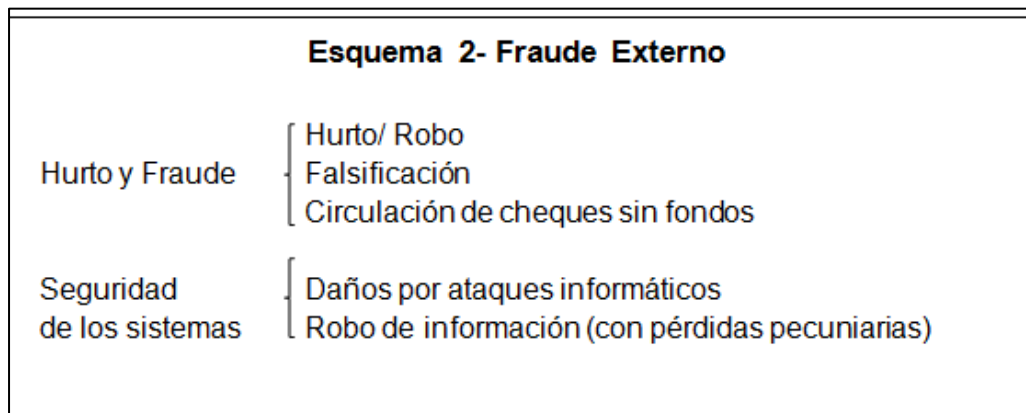 Esquema 2- Fraude Externo
Hurto y Fraude
Hurto/ Robo
Falsificación
Circulación de cheques sin fondos
Seguridad
de los sistemas
Daños por ataques informáticos
Robo de información (con pérdidas pecuniarias)